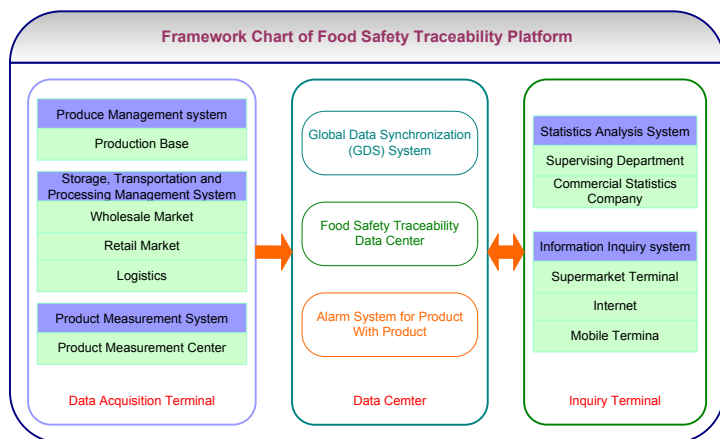 Framework Chart of Food Safety Traceability Platform
Produce Management system
Production Base
Storage, Transportation and
Processing Management System
Wholesale Market
Retail Market
Logistics
Product Measurement System
Product Measurement Center
Data Acquisition Terminal
Global Data Synchronization
(GDS) System
Food Safety Traceability
Data Center
Alarm System for Product
With Product
Data Cemter
Statistics Analysis System
Supervising Department
Commercial Statistics
Company
Information Inquiry system
Supermarket Terminal
Internet
Mobile Termina
Inquiry Terminal